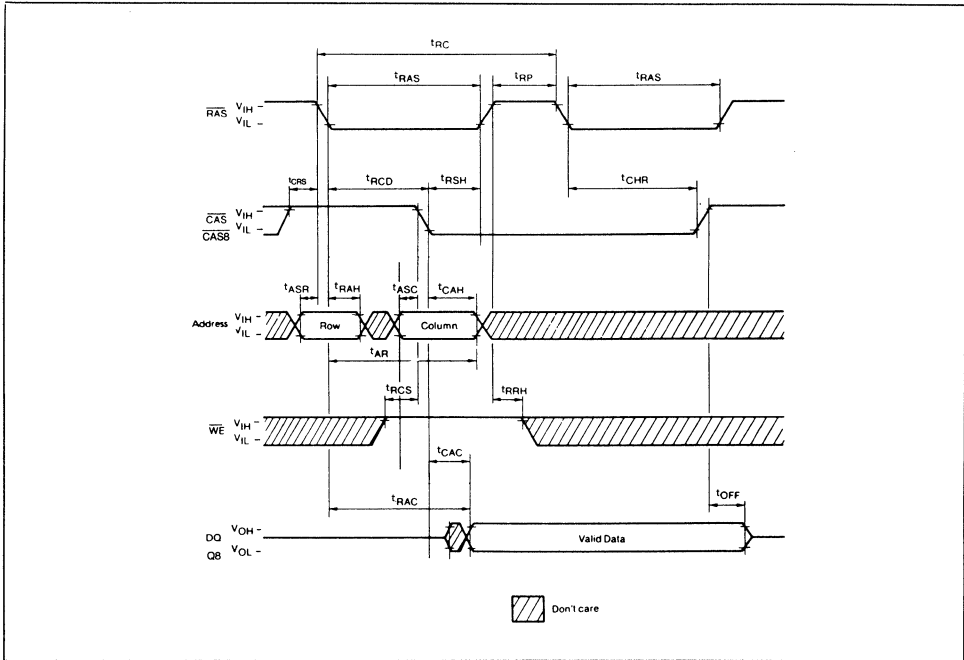 tRC
tRAS tRP tRAS
RAS VIH
VIL
tCRS tRCD tRSH tCHR
CAS VIH
CAS8 VIL
tASR tRAH tASC tCAH
Address VIH Row Column
VIL
tAR
tRCS tRRH
WE VIH
VIL
tCAC
tRAC tOFF
DQ VOH Valid Data
Q8 VOL
Don't care